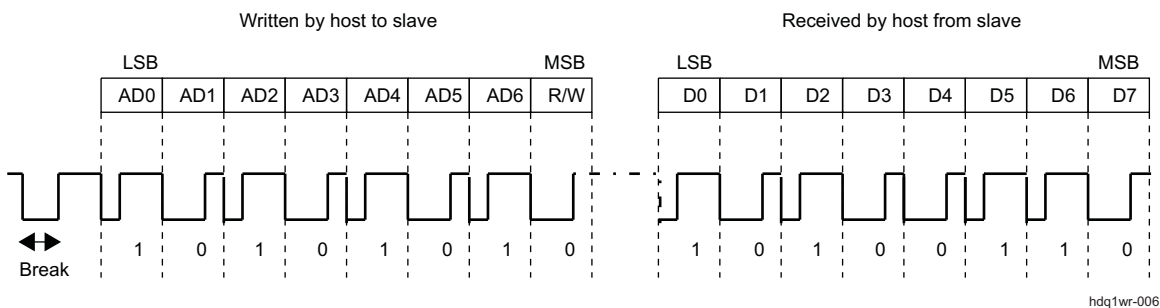 Written by host to slave Received by host from slave
LSB MSB LSB MSB
AD0 AD1 AD2 AD3 AD4 AD5 AD6 R/W D0 D1 D2 D3 D4 D5 D6 D7
1 0 1 0 1 0 1 0 1 0 1 0 0 1 1 0
Break
hdq1wr-006